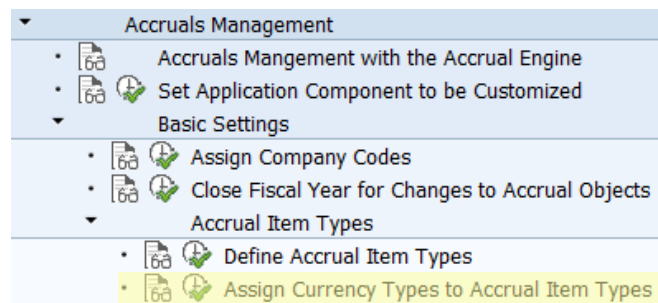 Accruals Management
Accruals Mangement with the Accrual Engine
Set Application Component to be Customized
Basic Settings
Assign Company Codes
Close Fiscal Year for Changes to Accrual Objects
Accrual Item Types
Define Accrual Item Types
Assign Currency Types to Accrual Item Types